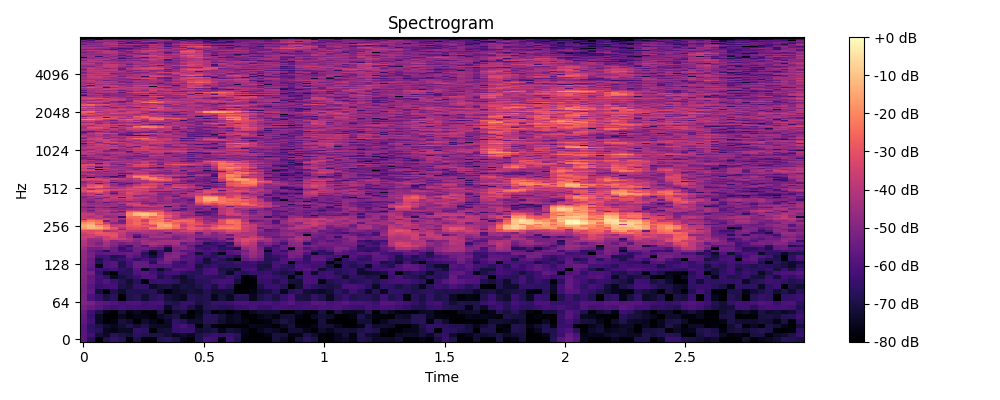 Spectrogram
+0 dB
4096
-10 dB
2048
-20 dB
1024
-30 dB
Hz
512
-40 dB
256
-50 dB
128
-60 dB
64
-70 dB
0
-80 dB
0 0.5 1 1.5 2 2.5
Time